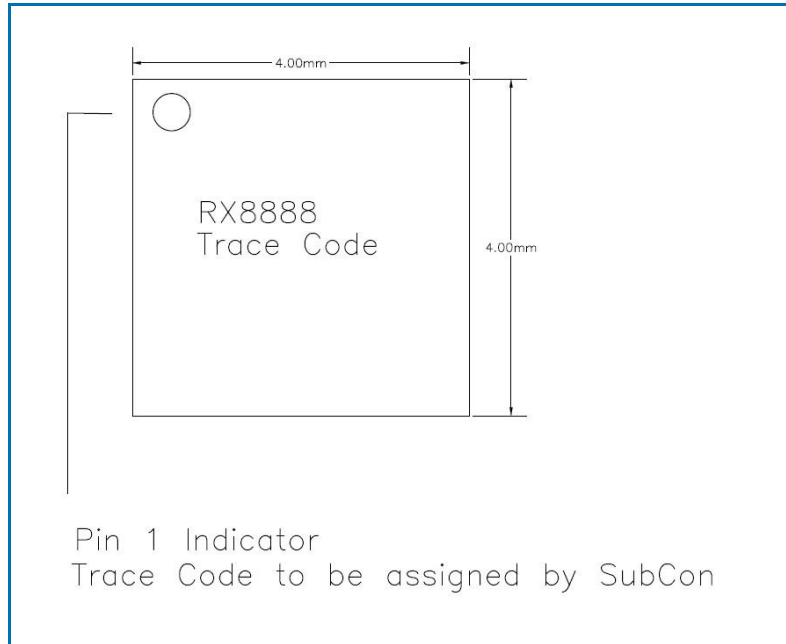 4.00mm
RX8888
Trace Code
4.00mm
Pin 1 Indicator
Trace Code to be assigned by SubCon